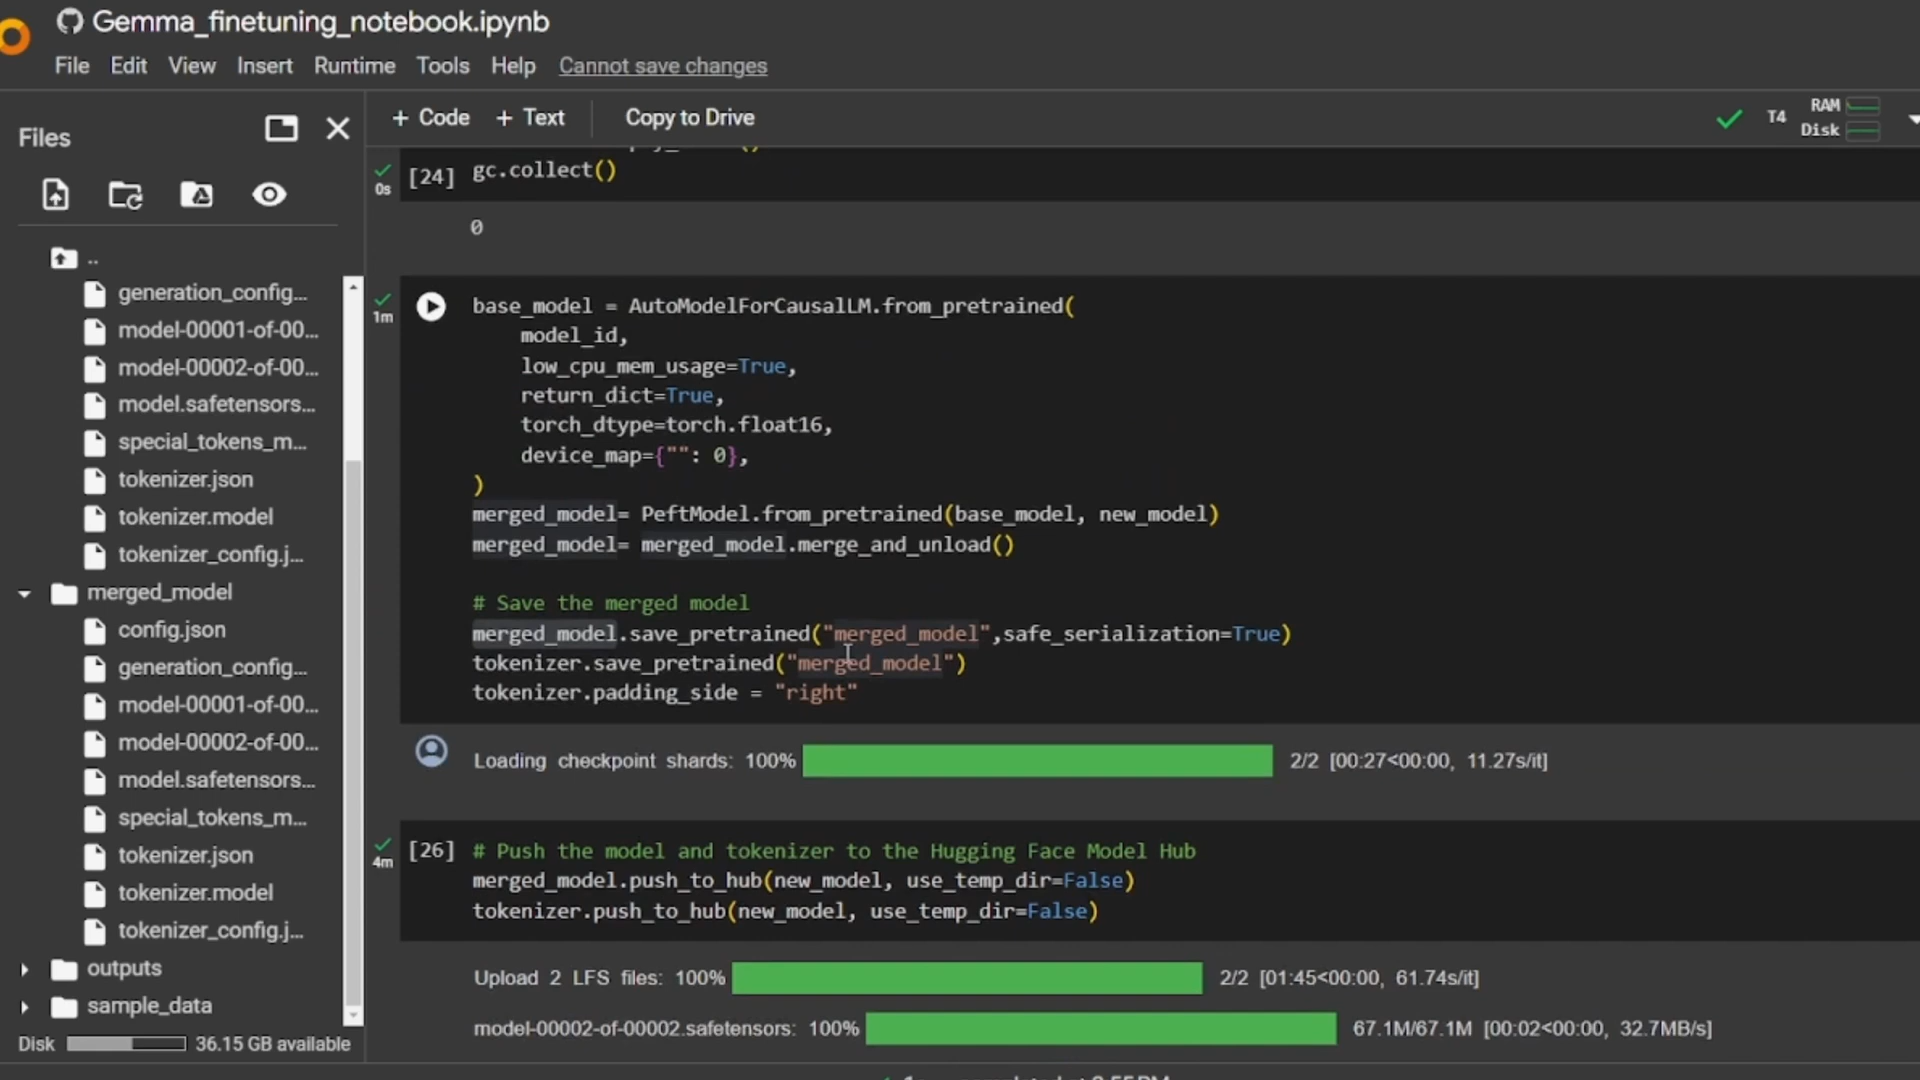 Gemma_finetuning_notebook.ipynb
File Edit View Insert Runtime Tools Help Cannot save changes
Files
+ Code + Text Copy to Drive
T4
RAM
Disk
..
generation_config...
model-00001-of-00...
model-00002-of-00...
model.safetensors...
special_tokens_m...
tokenizer.json
tokenizer.model
tokenizer_config.j...
merged_model
config.json
generation_config...
model-00001-of-00...
model-00002-of-00...
model.safetensors...
special_tokens_m...
tokenizer.json
tokenizer.model
tokenizer_config.j...
outputs
sample_data
Disk 36.15 GB available
0s
[24] gc.collect()
0
1m
base_model = AutoModelForCausalLM.from_pretrained(
model_id,
low_cpu_mem_usage=True,
return_dict=True,
torch_dtype=torch.float16,
device_map={"": 0},
)
merged_model= PeftModel.from_pretrained(base_model, new_model)
merged_model= merged_model.merge_and_unload()
# Save the merged model
merged_model.save_pretrained("merged_model",safe_serialization=True)
tokenizer.save_pretrained("merged_model")
tokenizer.padding_side = "right"
Loading checkpoint shards: 100% 2/2 [00:27<00:00, 11.27s/it]
4m
[26] # Push the model and tokenizer to the Hugging Face Model Hub
merged_model.push_to_hub(new_model, use_temp_dir=False)
tokenizer.push_to_hub(new_model, use_temp_dir=False)
Upload 2 LFS files: 100% 2/2 [01:45<00:00, 61.74s/it]
model-00002-of-00002.safetensors: 100% 67.1M/67.1M [00:02<00:00, 32.7MB/s]